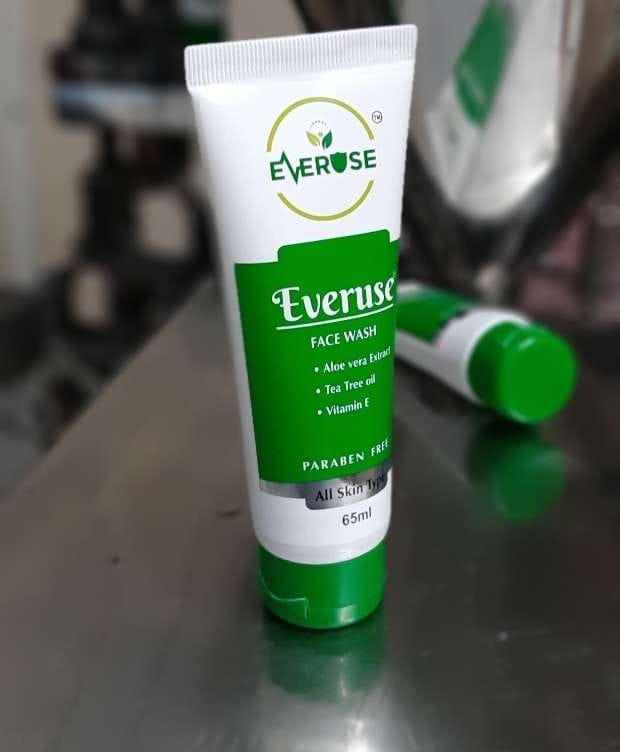 TM
EVERUSE
Everuse
FACE WASH
• Aloe vera Extract
• Tea Tree oil
• Vitamin E
PARABEN FREE
All Skin Type
65ml